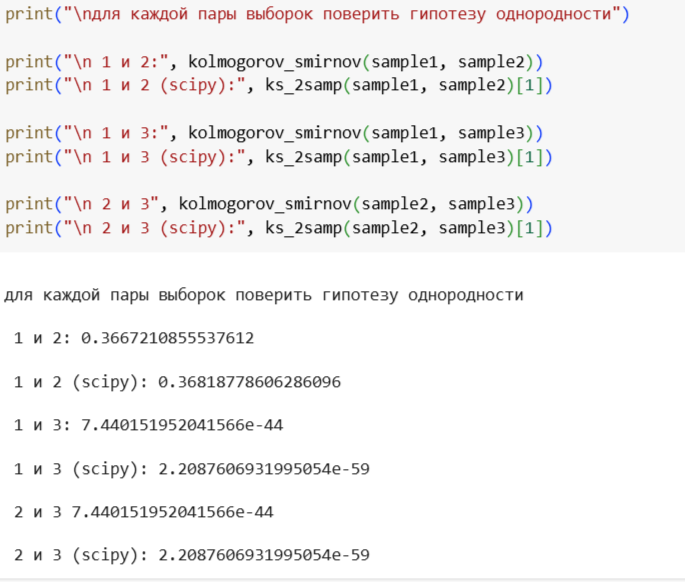 print("\nдля каждой пары выборок поверить гипотезу однородности")
print("\n 1 и 2:", kolmogorov_smirnov(sample1, sample2))
print("\n 1 и 2 (scipy):", ks_2samp(sample1, sample2)[1])
print("\n 1 и 3:", kolmogorov_smirnov(sample1, sample3))
print("\n 1 и 3 (scipy):", ks_2samp(sample1, sample3)[1])
print("\n 2 и 3", kolmogorov_smirnov(sample2, sample3))
print("\n 2 и 3 (scipy):", ks_2samp(sample2, sample3)[1])
для каждой пары выборок поверить гипотезу однородности
1 и 2: 0.3667210855537612
1 и 2 (scipy): 0.36818778606286096
1 и 3: 7.440151952041566e-44
1 и 3 (scipy): 2.2087606931995054e-59
2 и 3 7.440151952041566e-44
2 и 3 (scipy): 2.2087606931995054e-59